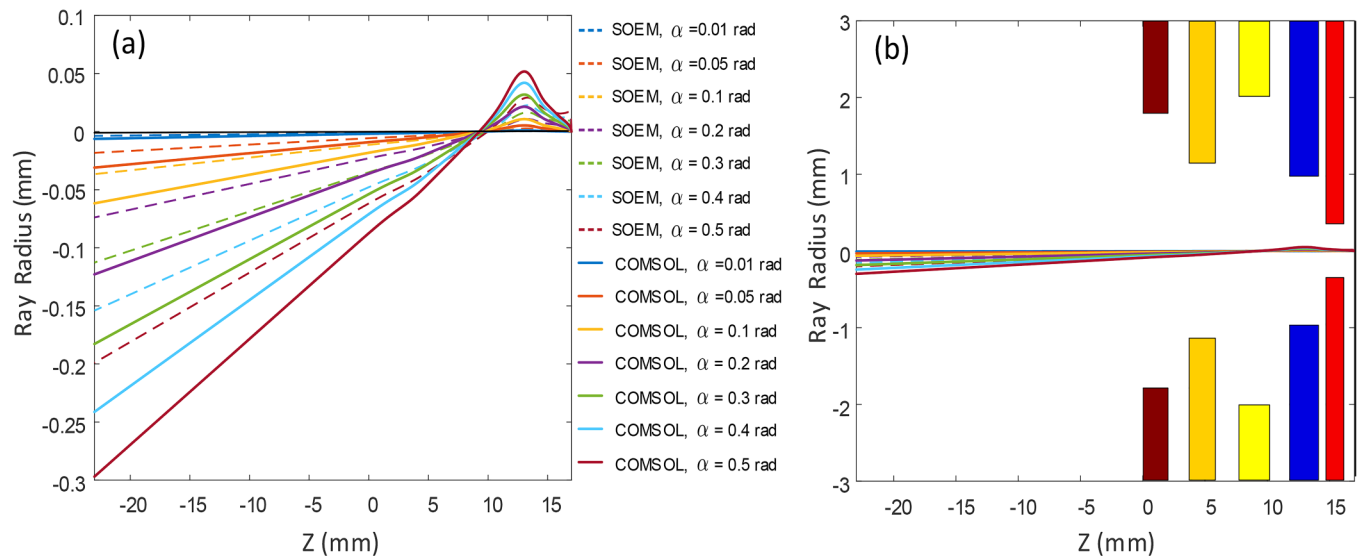 (a)
0.1
0.05
0
-0.05
-0.1
-0.15
-0.2
-0.25
-0.3
Ray Radius (mm)
-20
-15
-10
-5
0
5
10
15
Z (mm)
SOEM, α =0.01 rad
SOEM, α =0.05 rad
SOEM, α = 0.1 rad
SOEM, α = 0.2 rad
SOEM, α = 0.3 rad
SOEM, α = 0.4 rad
SOEM, α = 0.5 rad
COMSOL, α =0.01 rad
COMSOL, α =0.05 rad
COMSOL, α = 0.1 rad
COMSOL, α = 0.2 rad
COMSOL, α = 0.3 rad
COMSOL, α = 0.4 rad
COMSOL, α = 0.5 rad
(b)
3
2
1
0
-1
-2
-3
Ray Radius (mm)
-20
-15
-10
-5
0
5
10
15
Z (mm)